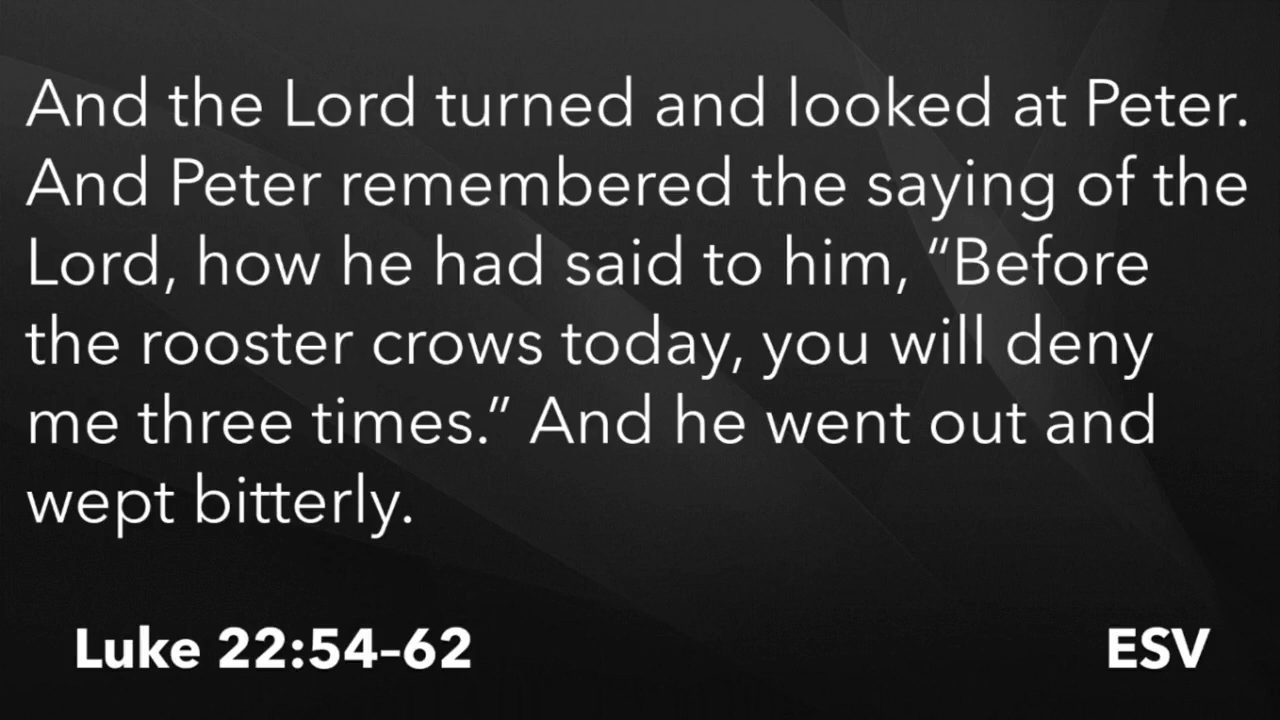 And the Lord turned and looked at Peter.
And Peter remembered the saying of the
Lord, how he had said to him, “Before
the rooster crows today, you will deny
me three times.” And he went out and
wept bitterly.
Luke 22:54–62 ESV